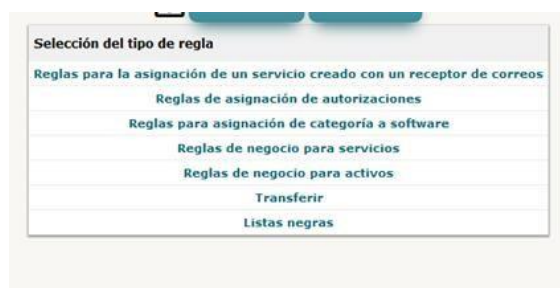 Selección del tipo de regla
Reglas para la asignación de un servicio creado con un receptor de correos
Reglas de asignación de autorizaciones
Reglas para asignación de categoría a software
Reglas de negocio para servicios
Reglas de negocio para activos
Transferir
Listas negras